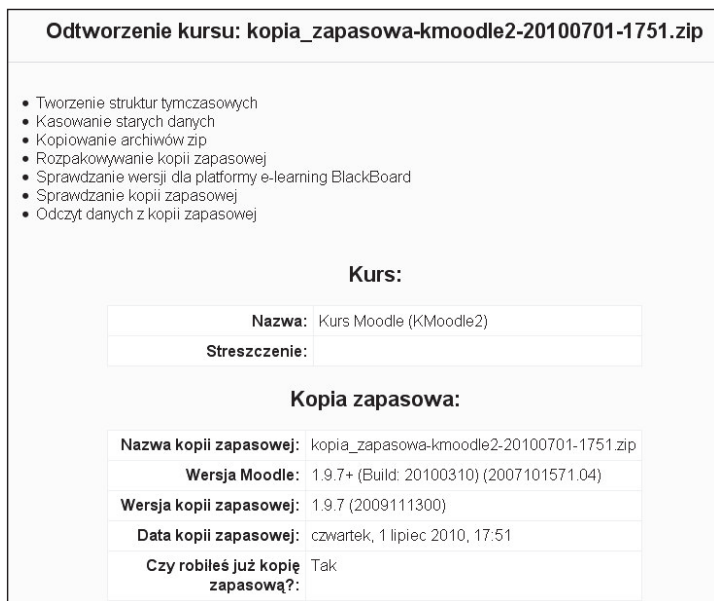 Odtworzenie kursu: kopia_zapasowa-kmoodle2-20100701-1751.zip
Tworzenie struktur tymczasowych
Kasowanie starych danych
Kopiowanie archiwów zip
Rozpakowywanie kopii zapasowej
Sprawdzanie wersji dla platformy e-learning BlackBoard
Sprawdzanie kopii zapasowej
Odczyt danych z kopii zapasowej
Kurs:
Nazwa: Kurs Moodle (KMoodle2)
Streszczenie:
Kopia zapasowa:
Nazwa kopii zapasowej: kopia_zapasowa-kmoodle2-20100701-1751.zip
Wersja Moodle: 1.9.7+ (Build: 20100310) (2007101571.04)
Wersja kopii zapasowej: 1.9.7 (2009111300)
Data kopii zapasowej: czwartek, 1 lipiec 2010, 17:51
Czy robiłeś już kopię Tak
zapasową?: